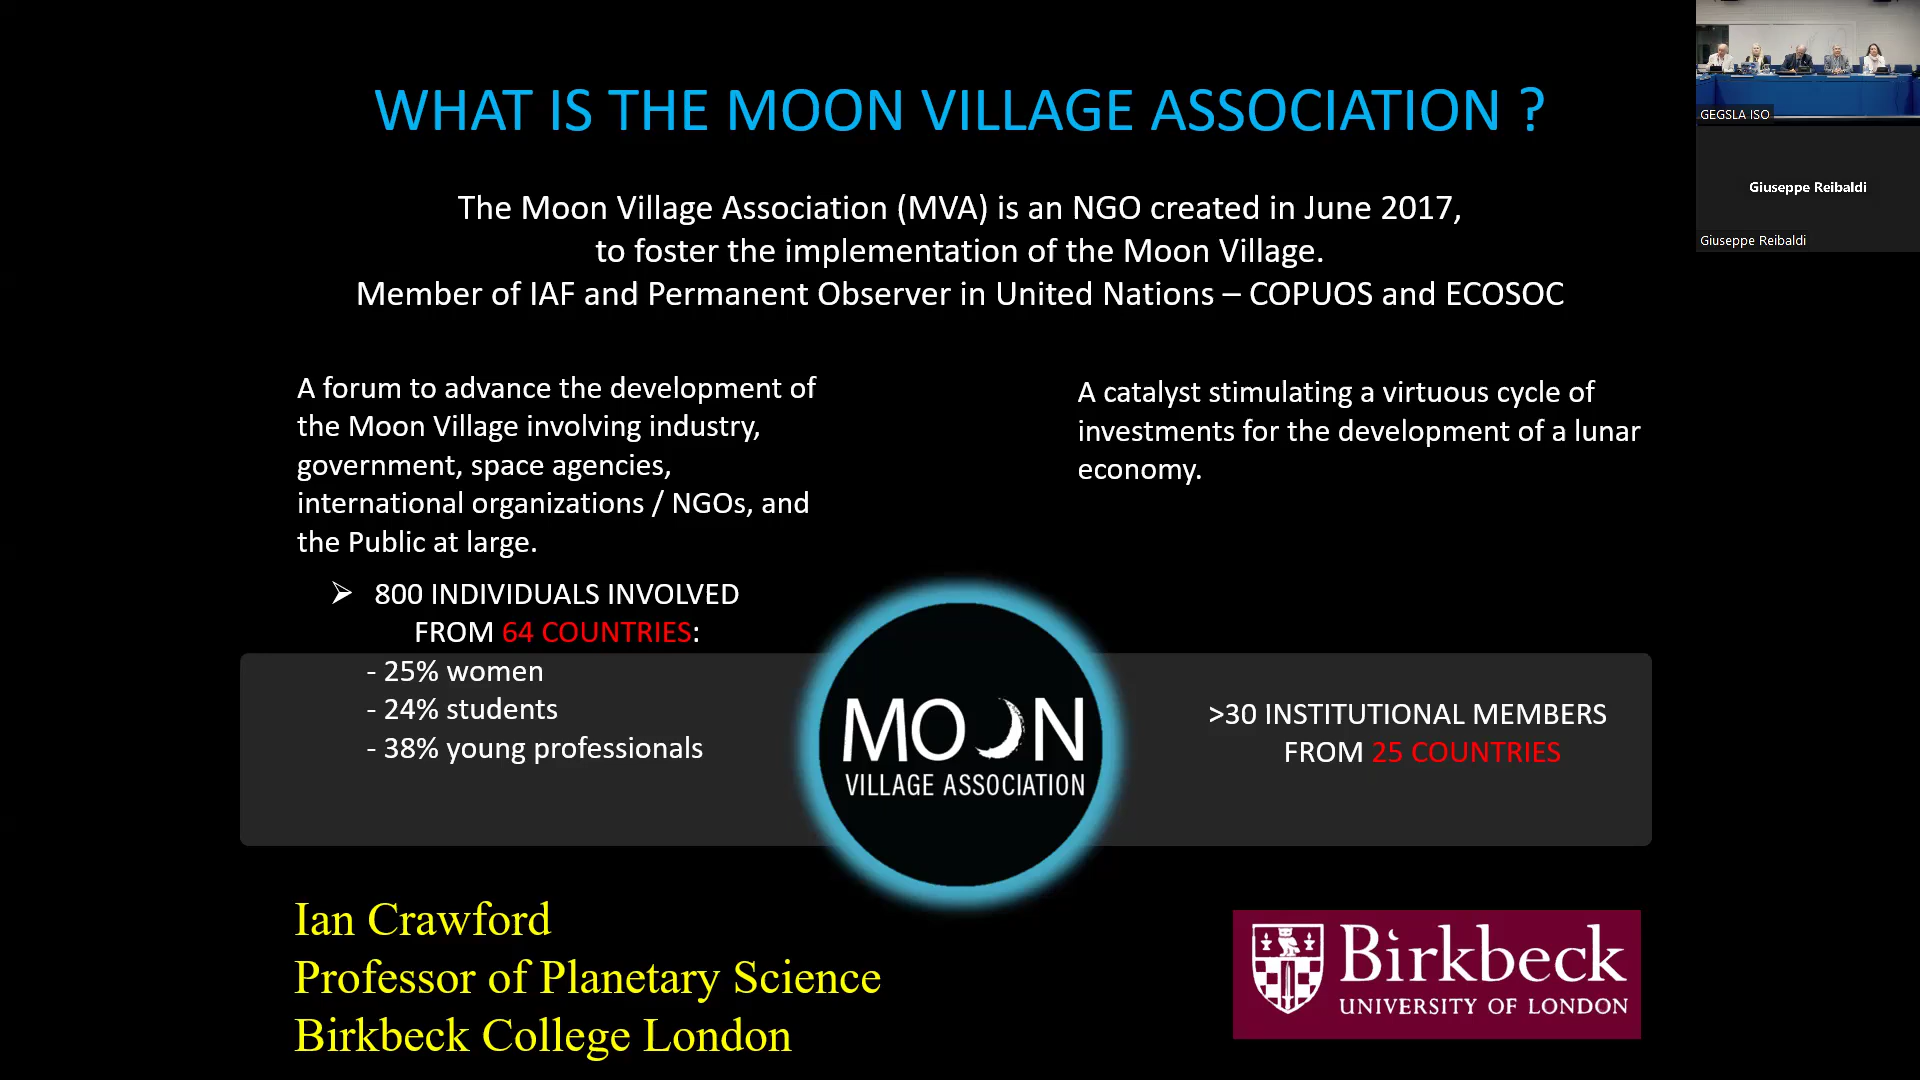 WHAT IS THE MOON VILLAGE ASSOCIATION ?
The Moon Village Association (MVA) is an NGO created in June 2017,
to foster the implementation of the Moon Village.
Member of IAF and Permanent Observer in United Nations – COPUOS and ECOSOC
A forum to advance the development of
the Moon Village involving industry,
government, space agencies,
international organizations / NGOs, and
the Public at large.
➢ 800 INDIVIDUALS INVOLVED
FROM 64 COUNTRIES:
- 25% women
- 24% students
- 38% young professionals
A catalyst stimulating a virtuous cycle of
investments for the development of a lunar
economy.
MOON
VILLAGE ASSOCIATION
>30 INSTITUTIONAL MEMBERS
FROM 25 COUNTRIES
Ian Crawford
Professor of Planetary Science
Birkbeck College London
Birkbeck
UNIVERSITY OF LONDON
GEGSLA ISO
Giuseppe Reibaldi
Giuseppe Reibaldi